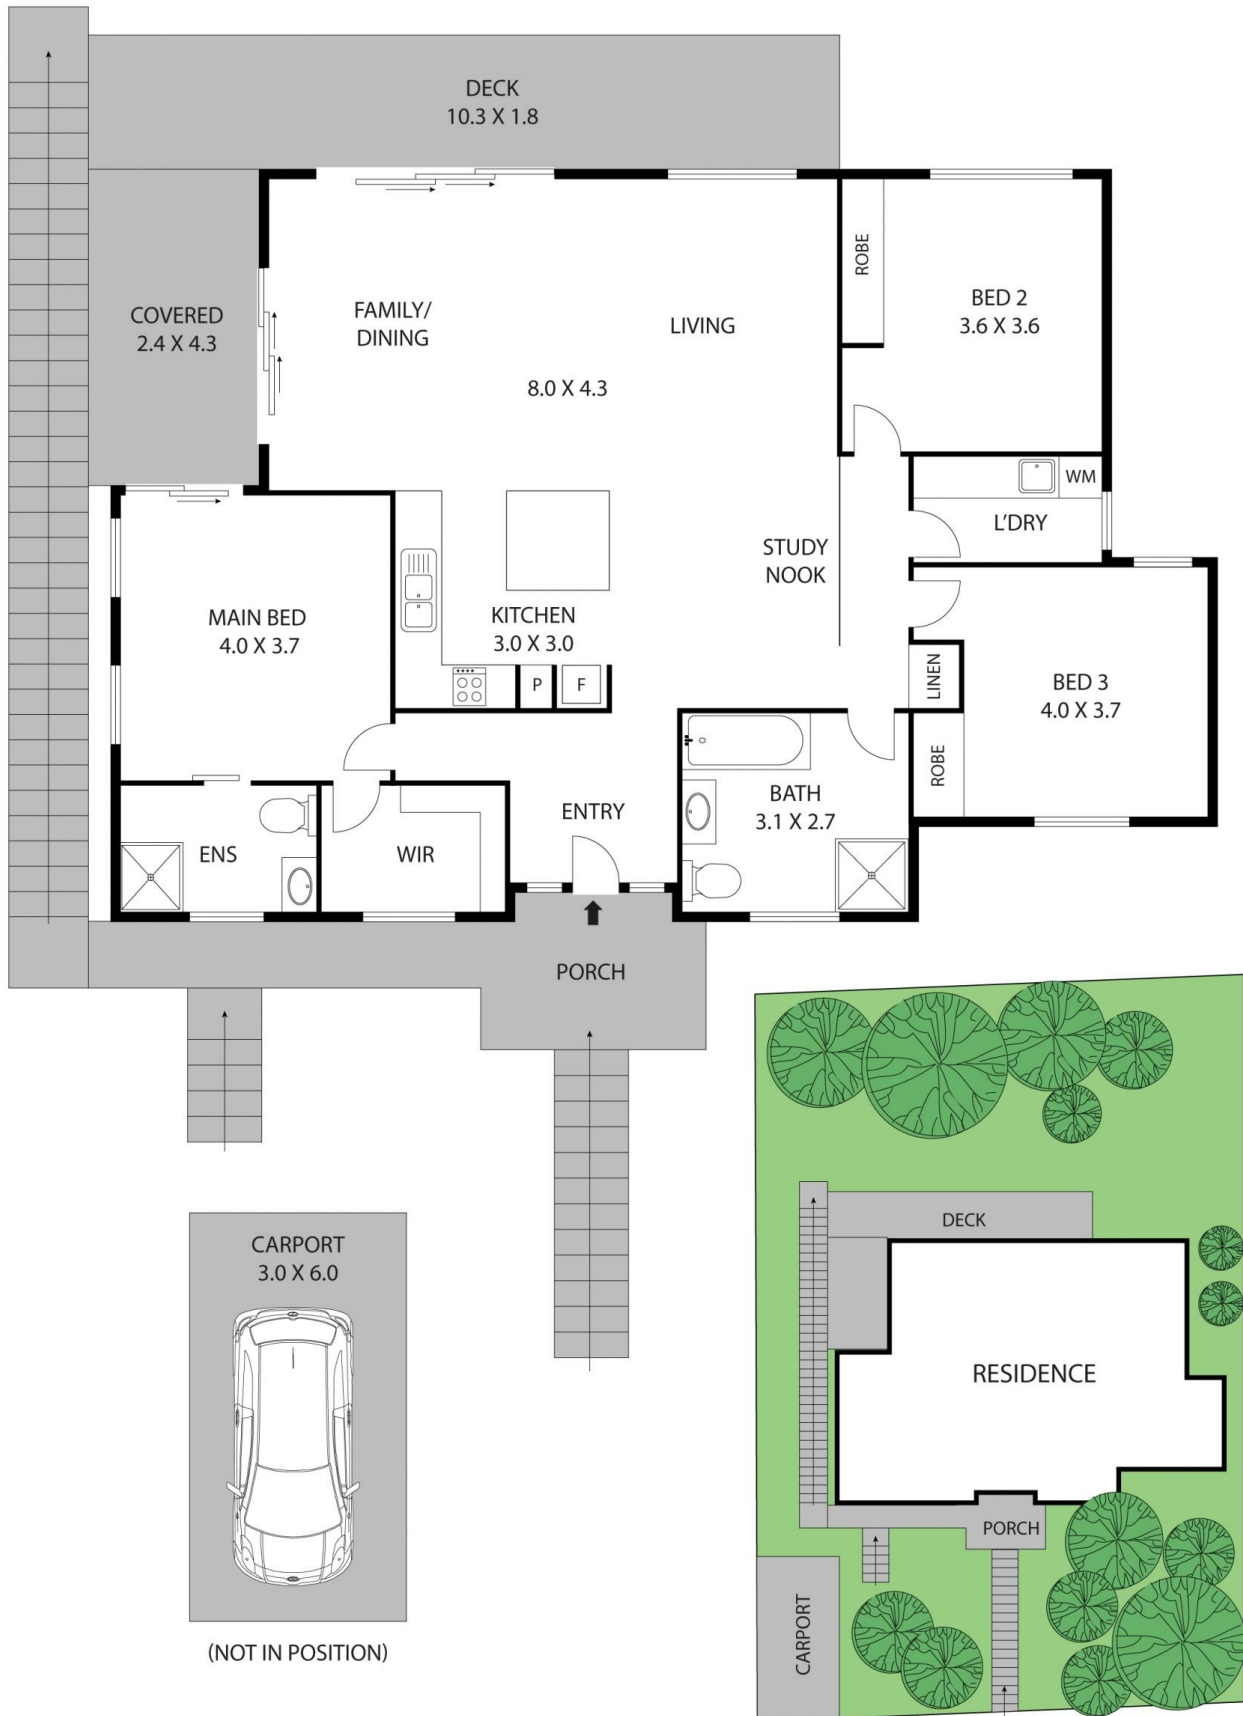 DECK
10.3 X 1.8
COVERED
2.4 X 4.3
FAMILY/
DINING
LIVING
8.0 X 4.3
ROBE
BED 2
3.6 X 3.6
WM
L'DRY
STUDY
NOOK
MAIN BED
4.0 X 3.7
KITCHEN
3.0 X 3.0
P
F
LINEN
BED 3
4.0 X 3.7
ROBE
BATH
3.1 X 2.7
ENTRY
ENS
WIR
PORCH
CARPORT
3.0 X 6.0
(NOT IN POSITION)
DECK
RESIDENCE
PORCH
CARPORT